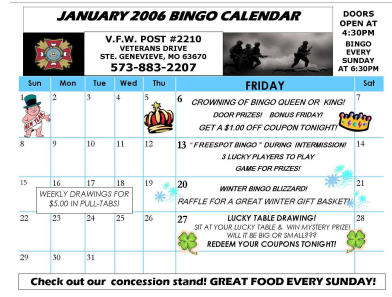 JANUARY 2006 BINGO CALENDAR
DOORS
OPEN AT
4:30PM
BINGO
EVERY
SUNDAY
AT 6:30PM
V.F.W. POST #2210
VETERANS DRIVE
STE. GENEVIEVE, MO 63670
573-883-2207
Sun Mon Tue Wed Thu FRIDAY Sat
1 2 3 4 5 6 7
CROWNING OF BINGO QUEEN OR KING!
DOOR PRIZES! BONUS FRIDAY!
GET A $1.00 OFF COUPON TONIGHT!
8 9 10 11 12 13 14
"FREESPOT BINGO" DURING INTERMISSION!
3 LUCKY PLAYERS TO PLAY
GAME FOR PRIZES!
15 16 17 18 19 20 21
WEEKLY DRAWINGS FOR
$5.00 IN PULL-TABS!
WINTER BINGO BLIZZARD!
RAFFLE FOR A GREAT WINTER GIFT BASKET!
22 23 24 25 26 27 28
LUCKY TABLE DRAWING!
SIT AT YOUR LUCKY TABLE & WIN MYSTERY PRIZE!
WILL IT BE BIG OR SMALL???
REDEEM YOUR COUPONS TONIGHT!
29 30 31
Check out our concession stand! GREAT FOOD EVERY SUNDAY!